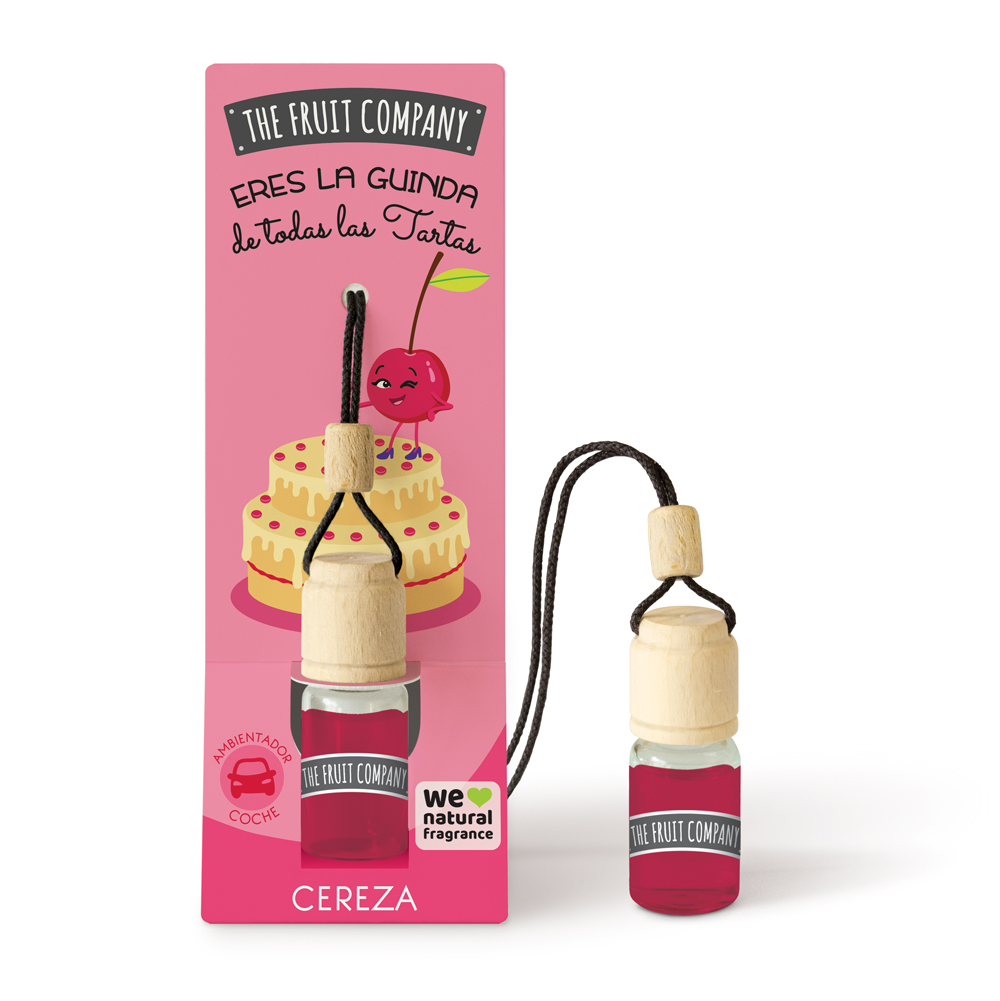 THE FRUIT COMPANY
ERES LA GUINDA
de todas las Tartas
AMBIENTADOR
COCHE
THE FRUIT COMPANY
we
natural
fragrance
CEREZA
THE FRUIT COMPANY